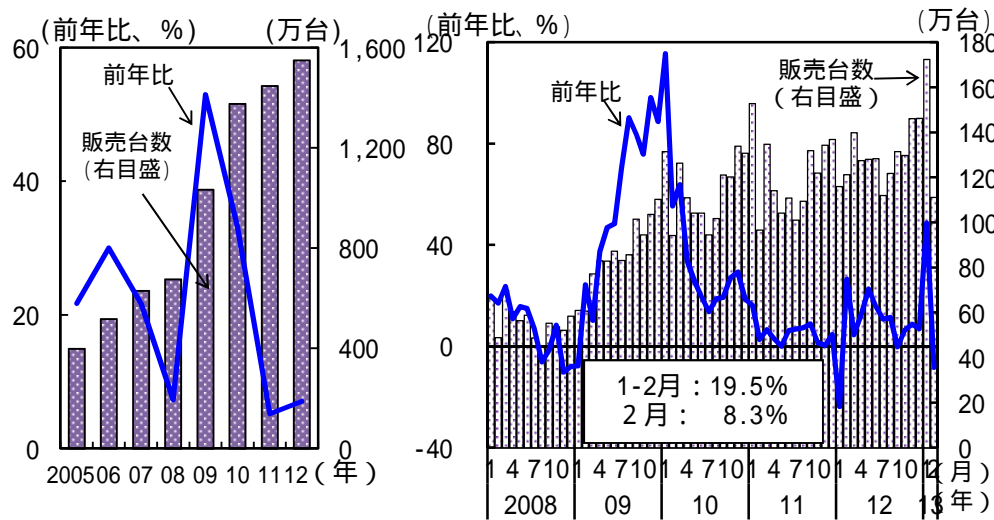 (前年比、%) (万台)
60 1,600
前年比
販売台数
(右目盛)
40 1,200
800
20
400
0 0
2005 06 07 08 09 10 11 12 (年)
(前年比、%) (万台)
120 180
160
販売台数
(右目盛)
前年比
80 140
120
40 100
80
60
0 40
1-2月：19.5%
2月： 8.3%
20
-40 0
1 4 7 10 1 4 7 10 1 4 7 10 1 4 7 10 1 4 7 10 1 2 (月)
2008 09 10 11 12 13 (年)